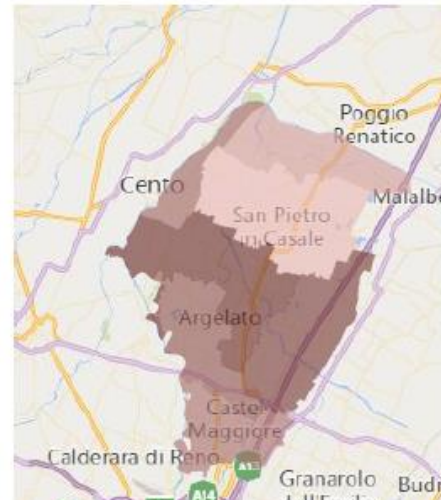 Poggio
Renatico
Cento
Malalbe
San Pietro
in Casale
Argelato
Castel
Maggiore
Calderara di Reno
A13
Granarolo
A14
dell'Emilia
Budr